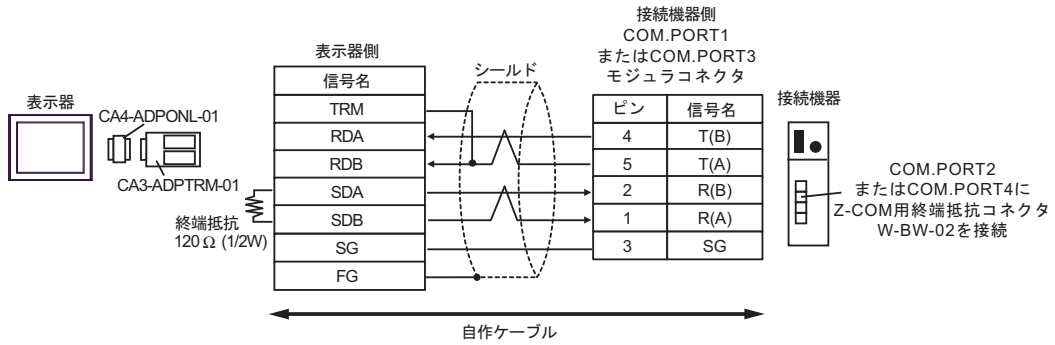 表示器
CA4-ADPONL-01
CA3-ADPTRM-01
終端抵抗
120Ω (1/2W)
表示器側
信号名
TRM
RDA
RDB
SDA
SDB
SG
FG
シールド
接続機器側
COM.PORT1
またはCOM.PORT3
モジュラコネクタ
ピン 信号名
4 T(B)
5 T(A)
2 R(B)
1 R(A)
3 SG
接続機器
COM.PORT2
またはCOM.PORT4に
Z-COM用終端抵抗コネクタ
W-BW-02を接続
自作ケーブル